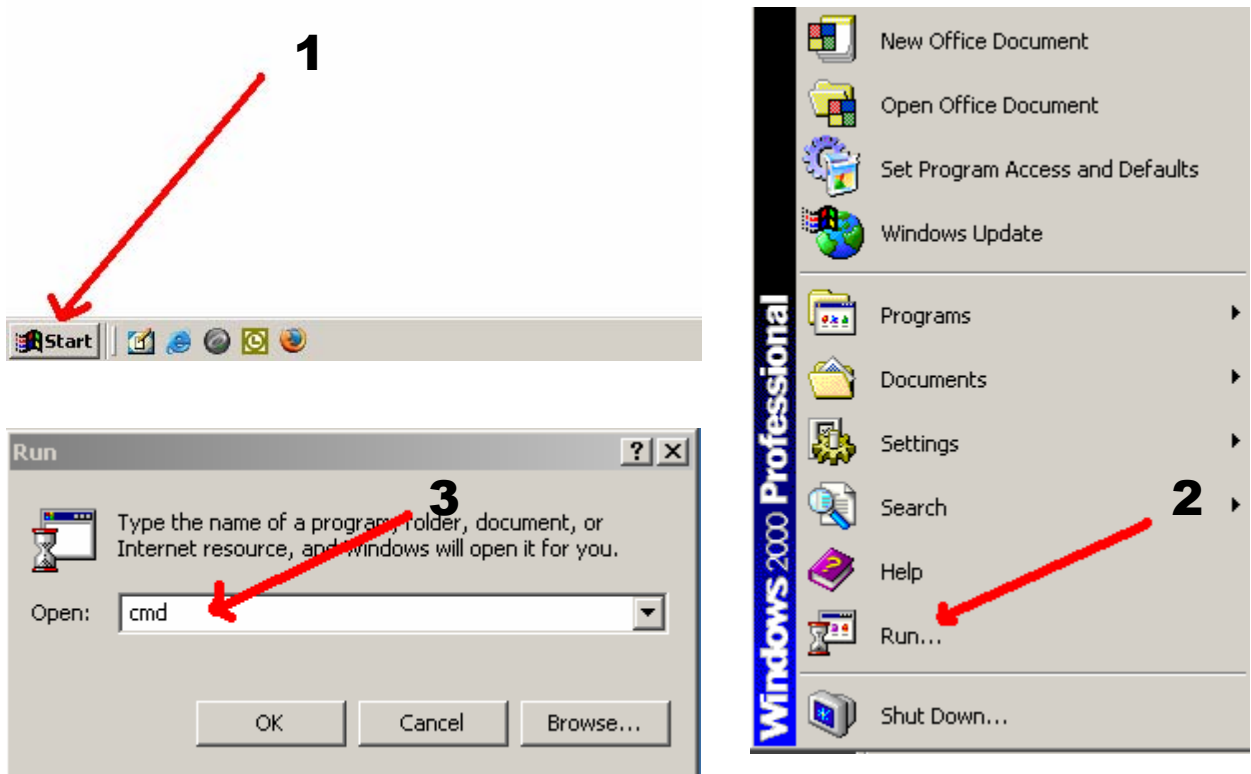 1
Start
Run
3
Type the name of a program, folder, document, or
Internet resource, and Windows will open it for you.
Open:
cmd
OK
Cancel
Browse...
New Office Document
Open Office Document
Set Program Access and Defaults
Windows Update
Programs
Documents
Settings
Search
2
Help
Run...
Shut Down...
Windows 2000 Professional